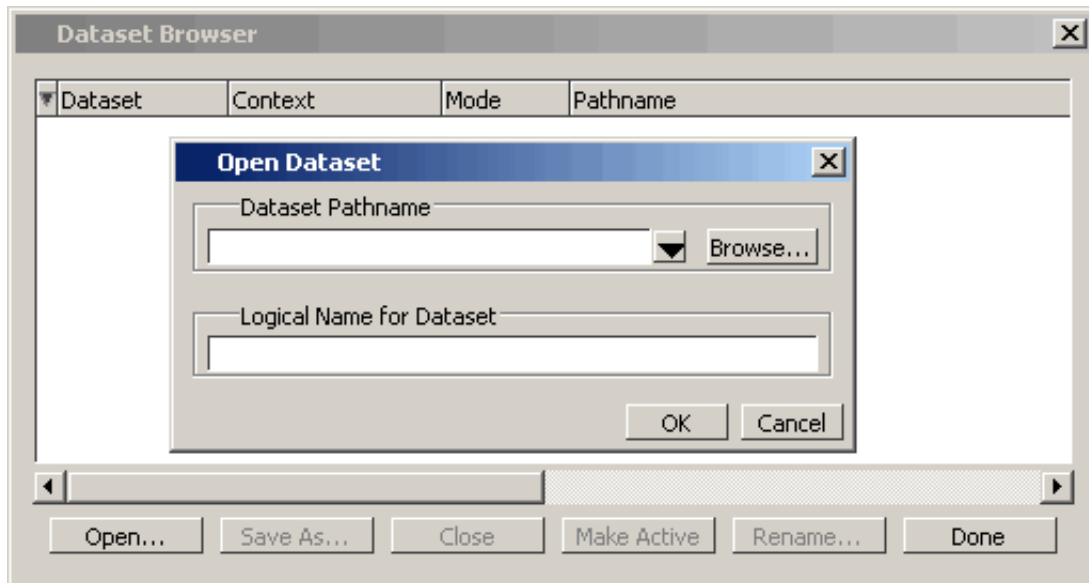 Dataset Browser
Dataset Context Mode Pathname
Open Dataset
Dataset Pathname
Browse...
Logical Name for Dataset
OK Cancel
Open... Save As... Close Make Active Rename... Done